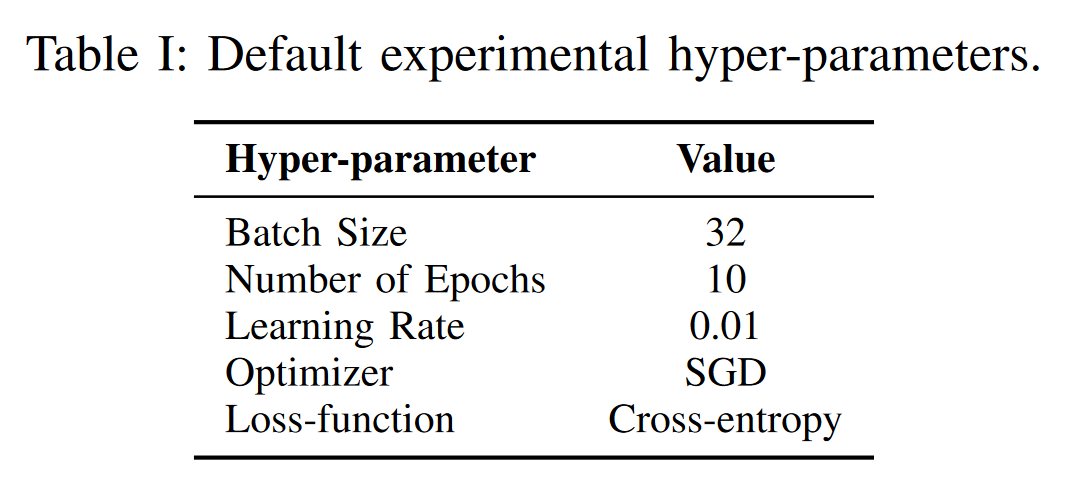 Table I: Default experimental hyper-parameters.
Hyper-parameter Value
Batch Size 32
Number of Epochs 10
Learning Rate 0.01
Optimizer SGD
Loss-function Cross-entropy